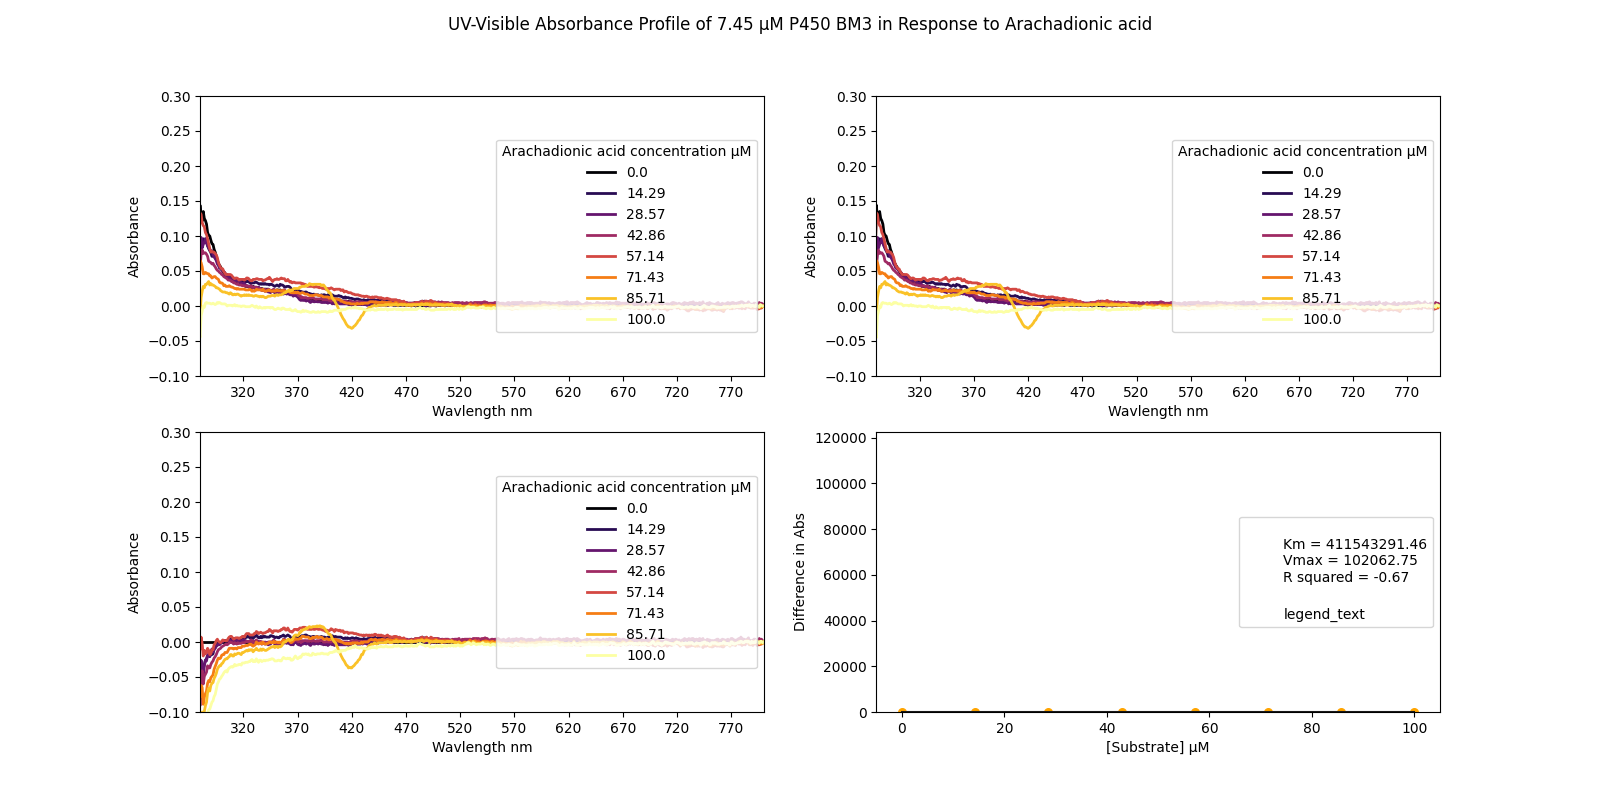 UV-Visible Absorbance Profile of 7.45 µM P450 BM3 in Response to Arachadionic acid
0.30
0.25
0.20
0.15
0.10
0.05
0.00
−0.05
−0.10
Absorbance
Arachadionic acid concentration µM
0.0
14.29
28.57
42.86
57.14
71.43
85.71
100.0
320 370 420 470 520 570 620 670 720 770
Wavlength nm
0.30
0.25
0.20
0.15
0.10
0.05
0.00
−0.05
−0.10
Absorbance
Arachadionic acid concentration µM
0.0
14.29
28.57
42.86
57.14
71.43
85.71
100.0
320 370 420 470 520 570 620 670 720 770
Wavlength nm
0.30
0.25
0.20
0.15
0.10
0.05
0.00
−0.05
−0.10
Absorbance
Arachadionic acid concentration µM
0.0
14.29
28.57
42.86
57.14
71.43
85.71
100.0
320 370 420 470 520 570 620 670 720 770
Wavlength nm
120000
100000
80000
60000
40000
20000
0
Difference in Abs
Km = 411543291.46
Vmax = 102062.75
R squared = -0.67
legend_text
0 20 40 60 80 100
[Substrate] µM